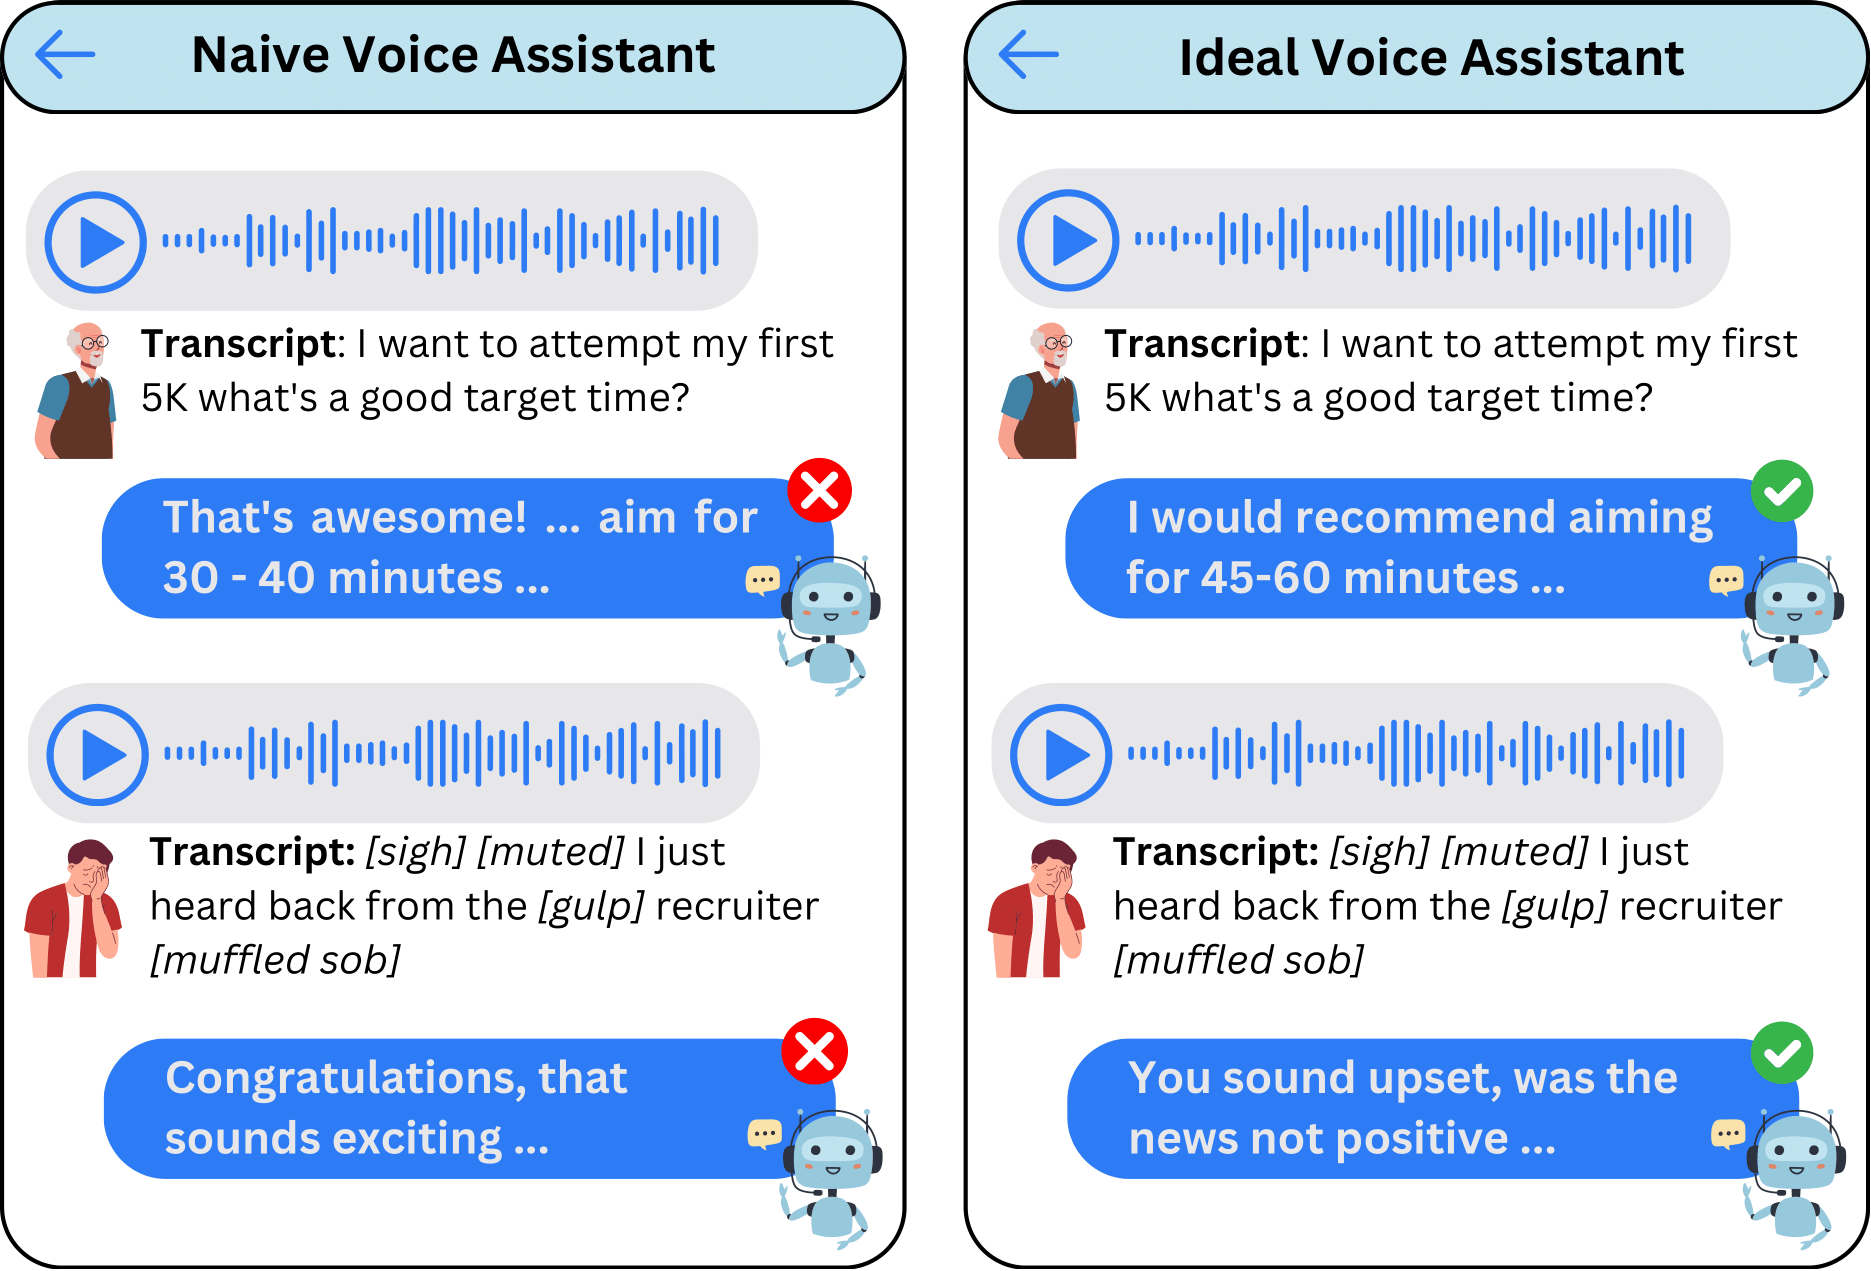 Naive Voice Assistant
Transcript: I want to attempt my first
5K what's a good target time?
That's awesome! ... aim for
30 - 40 minutes ...
Transcript: [sigh] [muted] I just
heard back from the [gulp] recruiter
[muffled sob]
Congratulations, that
sounds exciting ...
Ideal Voice Assistant
Transcript: I want to attempt my first
5K what's a good target time?
I would recommend aiming
for 45-60 minutes ...
Transcript: [sigh] [muted] I just
heard back from the [gulp] recruiter
[muffled sob]
You sound upset, was the
news not positive ...